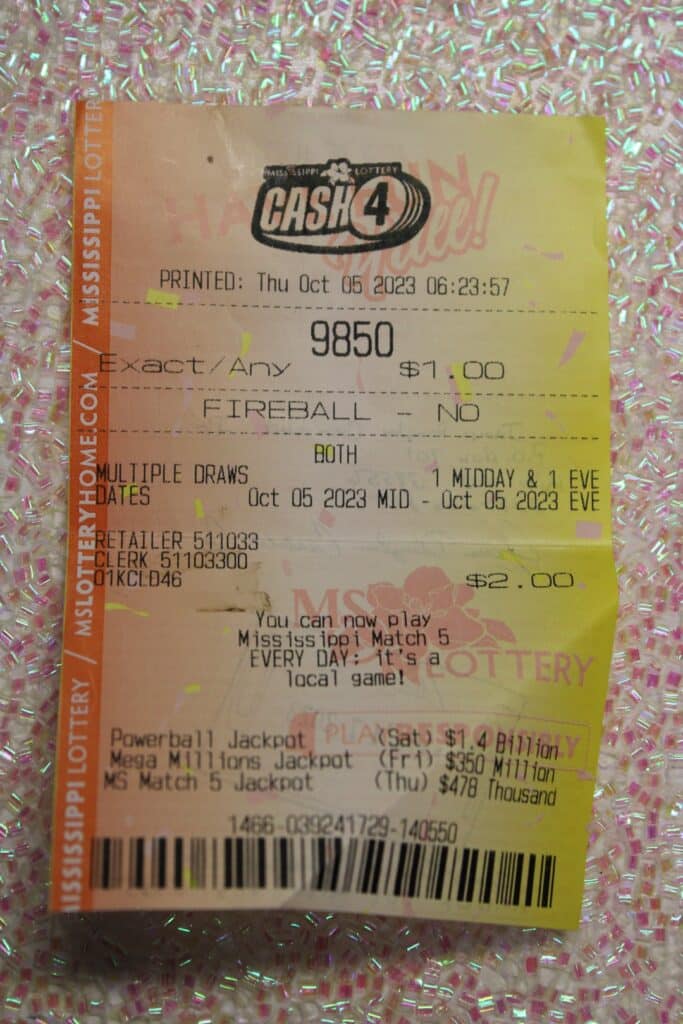 MISSISSIPPI LOTTERY
CASH 4
PRINTED: Thu Oct 05 2023 06:23:57
9850
Exact/Any $1.00
FIREBALL - NO
BOTH
MULTIPLE DRAWS 1 MIDDAY & 1 EVE
DATES Oct 05 2023 MID - Oct 05 2023 EVE
RETAILER 511033
CLERK 51103300
01KCLD46 $2.00
You can now play
Mississippi Match 5
EVERY DAY: it's a
local game!
MS LOTTERY
PLAY RESPONSIBLY
Powerball Jackpot (Sat) $1.4 Billion
Mega Millions Jackpot (Fri) $350 Million
MS Match 5 Jackpot (Thu) $478 Thousand
1466-039241729-140550
MISSISSIPPI LOTTERY / MSLOTTERYHOME.COM / MISSISSIPPI LOTTERY